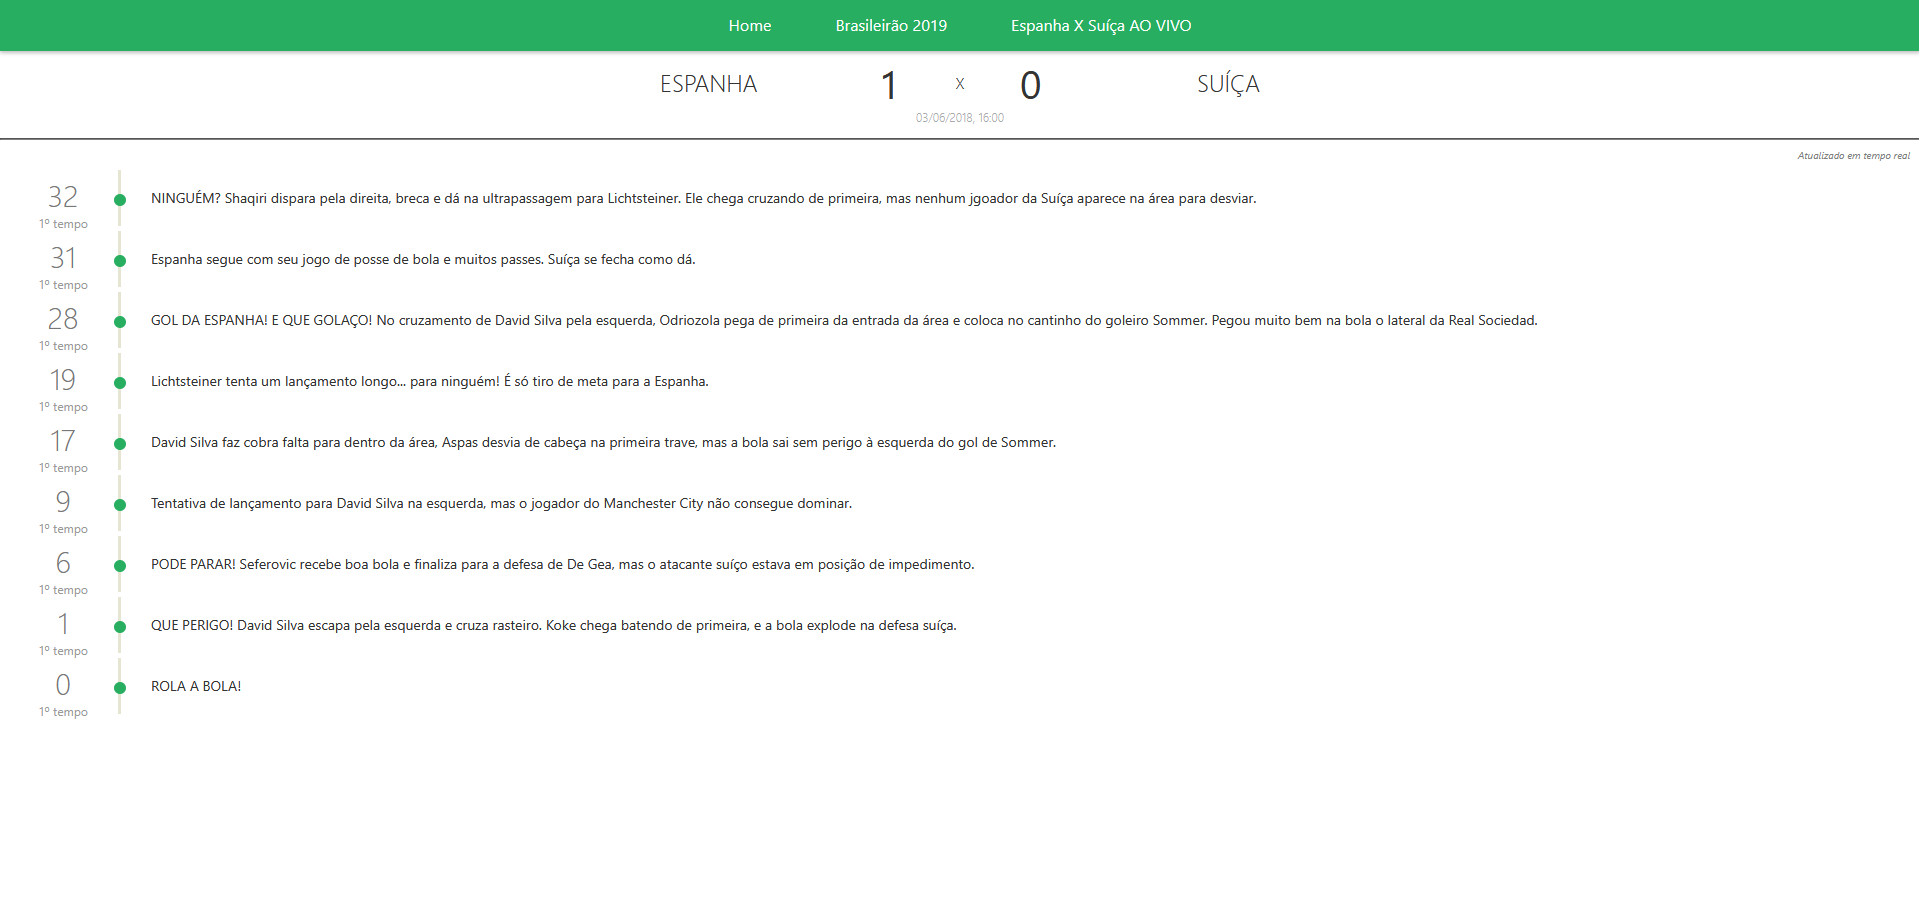 Home Brasileirão 2019 Espanha X Suíça AO VIVO
ESPANHA 1 X 0 SUÍÇA
03/06/2018, 16:00
Atualizado em tempo real
32
1º tempo
NINGUÉM? Shaqiri dispara pela direita, breca e dá na ultrapassagem para Lichtsteiner. Ele chega cruzando de primeira, mas nenhum jgoador da Suíça aparece na área para desviar.
31
1º tempo
Espanha segue com seu jogo de posse de bola e muitos passes. Suíça se fecha como dá.
28
1º tempo
GOL DA ESPANHA! E QUE GOLAÇO! No cruzamento de David Silva pela esquerda, Odriozola pega de primeira da entrada da área e coloca no cantinho do goleiro Sommer. Pegou muito bem na bola o lateral da Real Sociedad.
19
1º tempo
Lichtsteiner tenta um lançamento longo... para ninguém! É só tiro de meta para a Espanha.
17
1º tempo
David Silva faz cobra falta para dentro da área, Aspas desvia de cabeça na primeira trave, mas a bola sai sem perigo à esquerda do gol de Sommer.
9
1º tempo
Tentativa de lançamento para David Silva na esquerda, mas o jogador do Manchester City não consegue dominar.
6
1º tempo
PODE PARAR! Seferovic recebe boa bola e finaliza para a defesa de De Gea, mas o atacante suíço estava em posição de impedimento.
1
1º tempo
QUE PERIGO! David Silva escapa pela esquerda e cruza rasteiro. Koke chega batendo de primeira, e a bola explode na defesa suíça.
0
1º tempo
ROLA A BOLA!